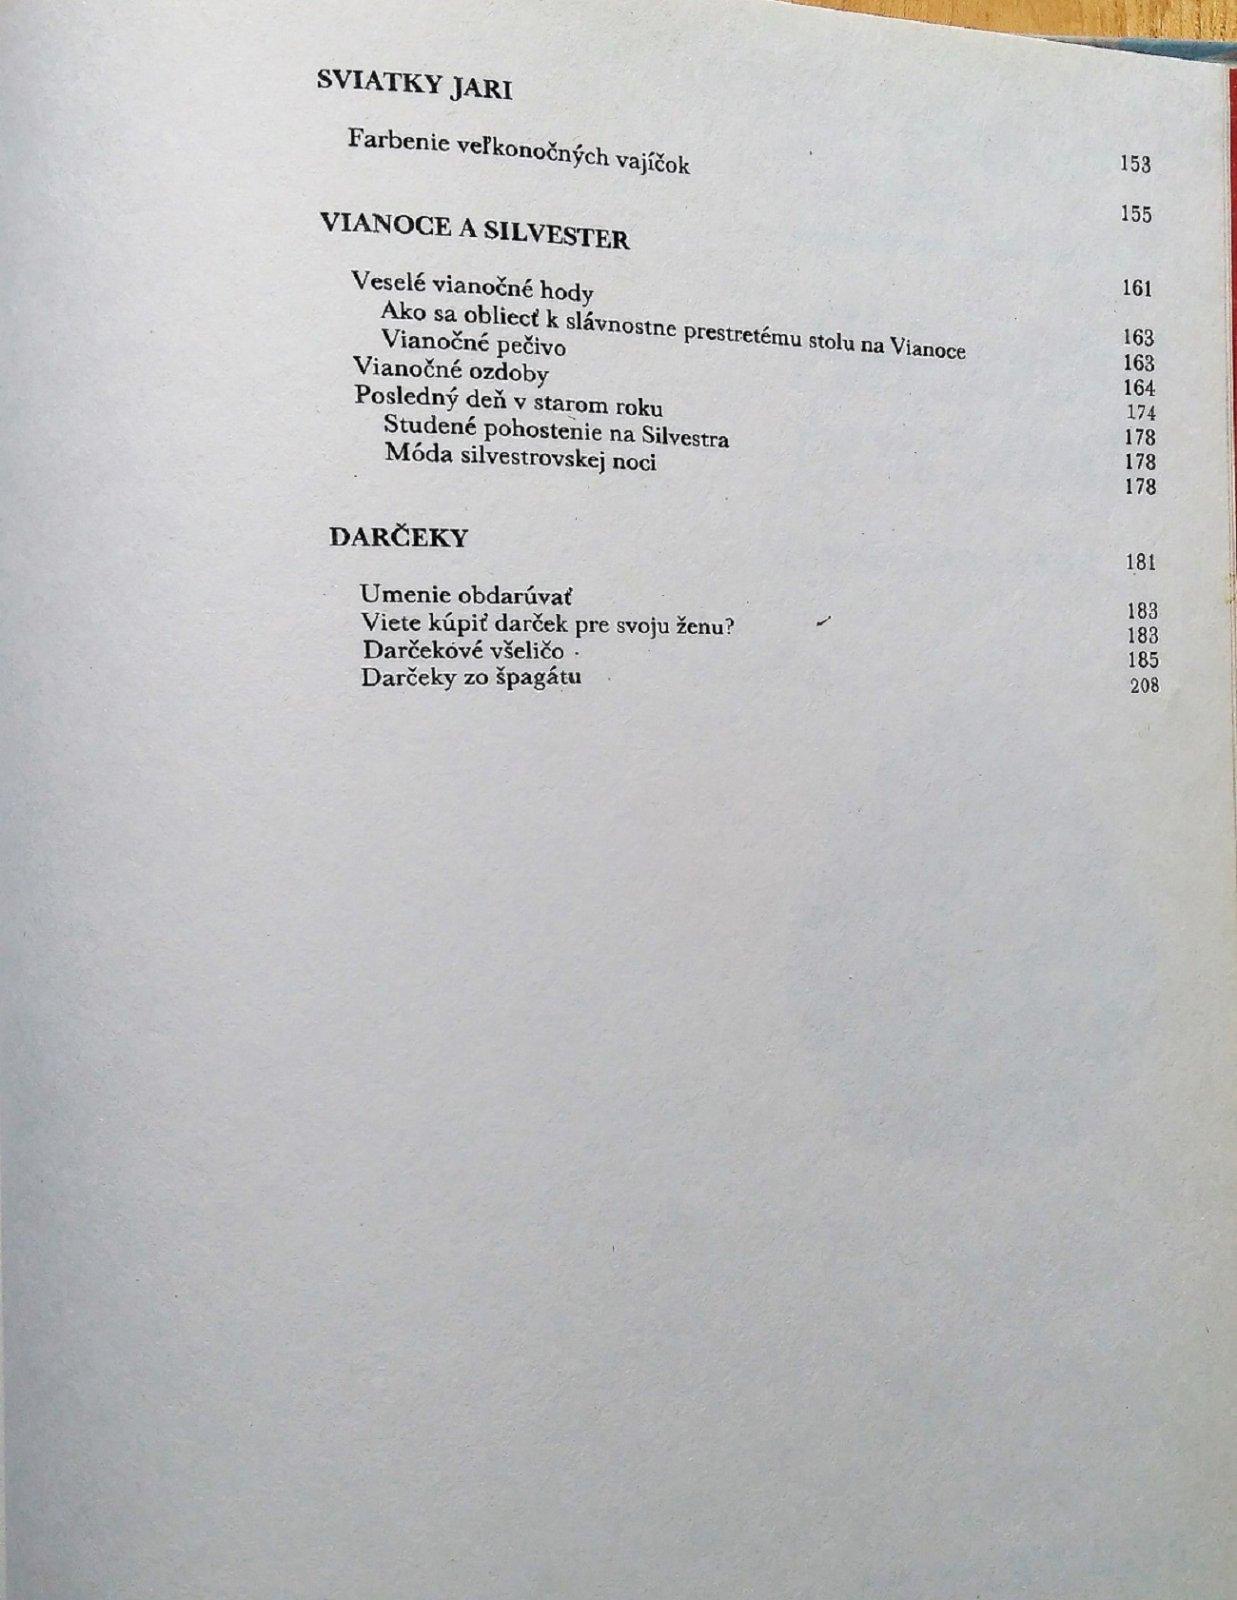 SVIATKY JARI 153
Farbenie veľkonočných vajíčok 155
VIANOCE A SILVESTER 161
Veselé vianočné hody 163
Ako sa obliecť k slávnostne prestretému stolu na Vianoce 163
Vianočné pečivo 164
Vianočné ozdoby 174
Posledný deň v starom roku 178
Studené pohostenie na Silvestra 178
Móda silvestrovskej noci 178
DARČEKY 181
Umenie obdarúvať 183
Viete kúpiť darček pre svoju ženu? 183
Darčekové všeličo 185
Darčeky zo špagátu 208